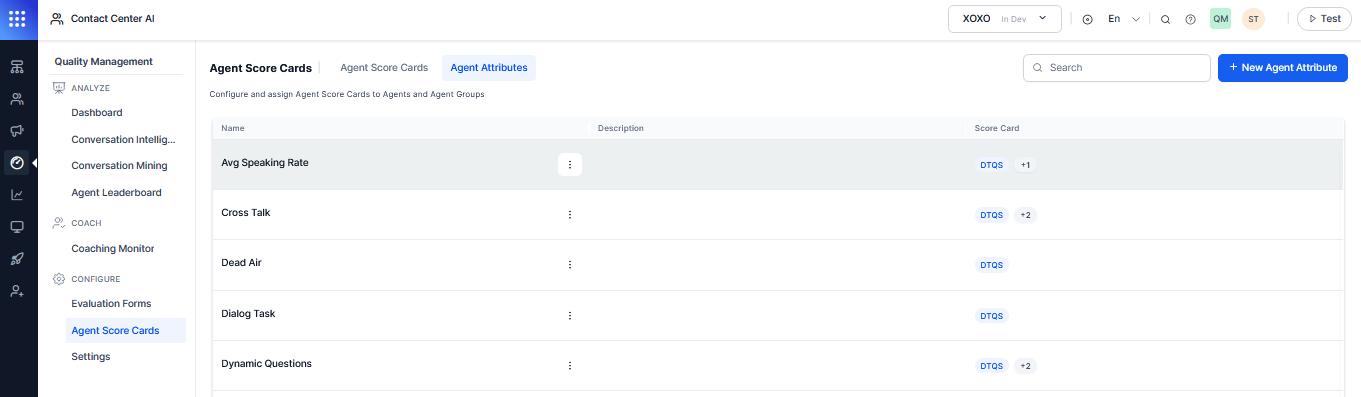 Contact Center AI
XOXO In Dev
En
QM
ST
Test
Quality Management
ANALYZE
Dashboard
Conversation Intellig...
Conversation Mining
Agent Leaderboard
COACH
Coaching Monitor
CONFIGURE
Evaluation Forms
Agent Score Cards
Settings
Agent Score Cards
Agent Score Cards
Agent Attributes
Search
+ New Agent Attribute
Configure and assign Agent Score Cards to Agents and Agent Groups
Name Description Score Card
Avg Speaking Rate DTQS +1
Cross Talk DTQS +2
Dead Air DTQS
Dialog Task DTQS
Dynamic Questions DTQS +2